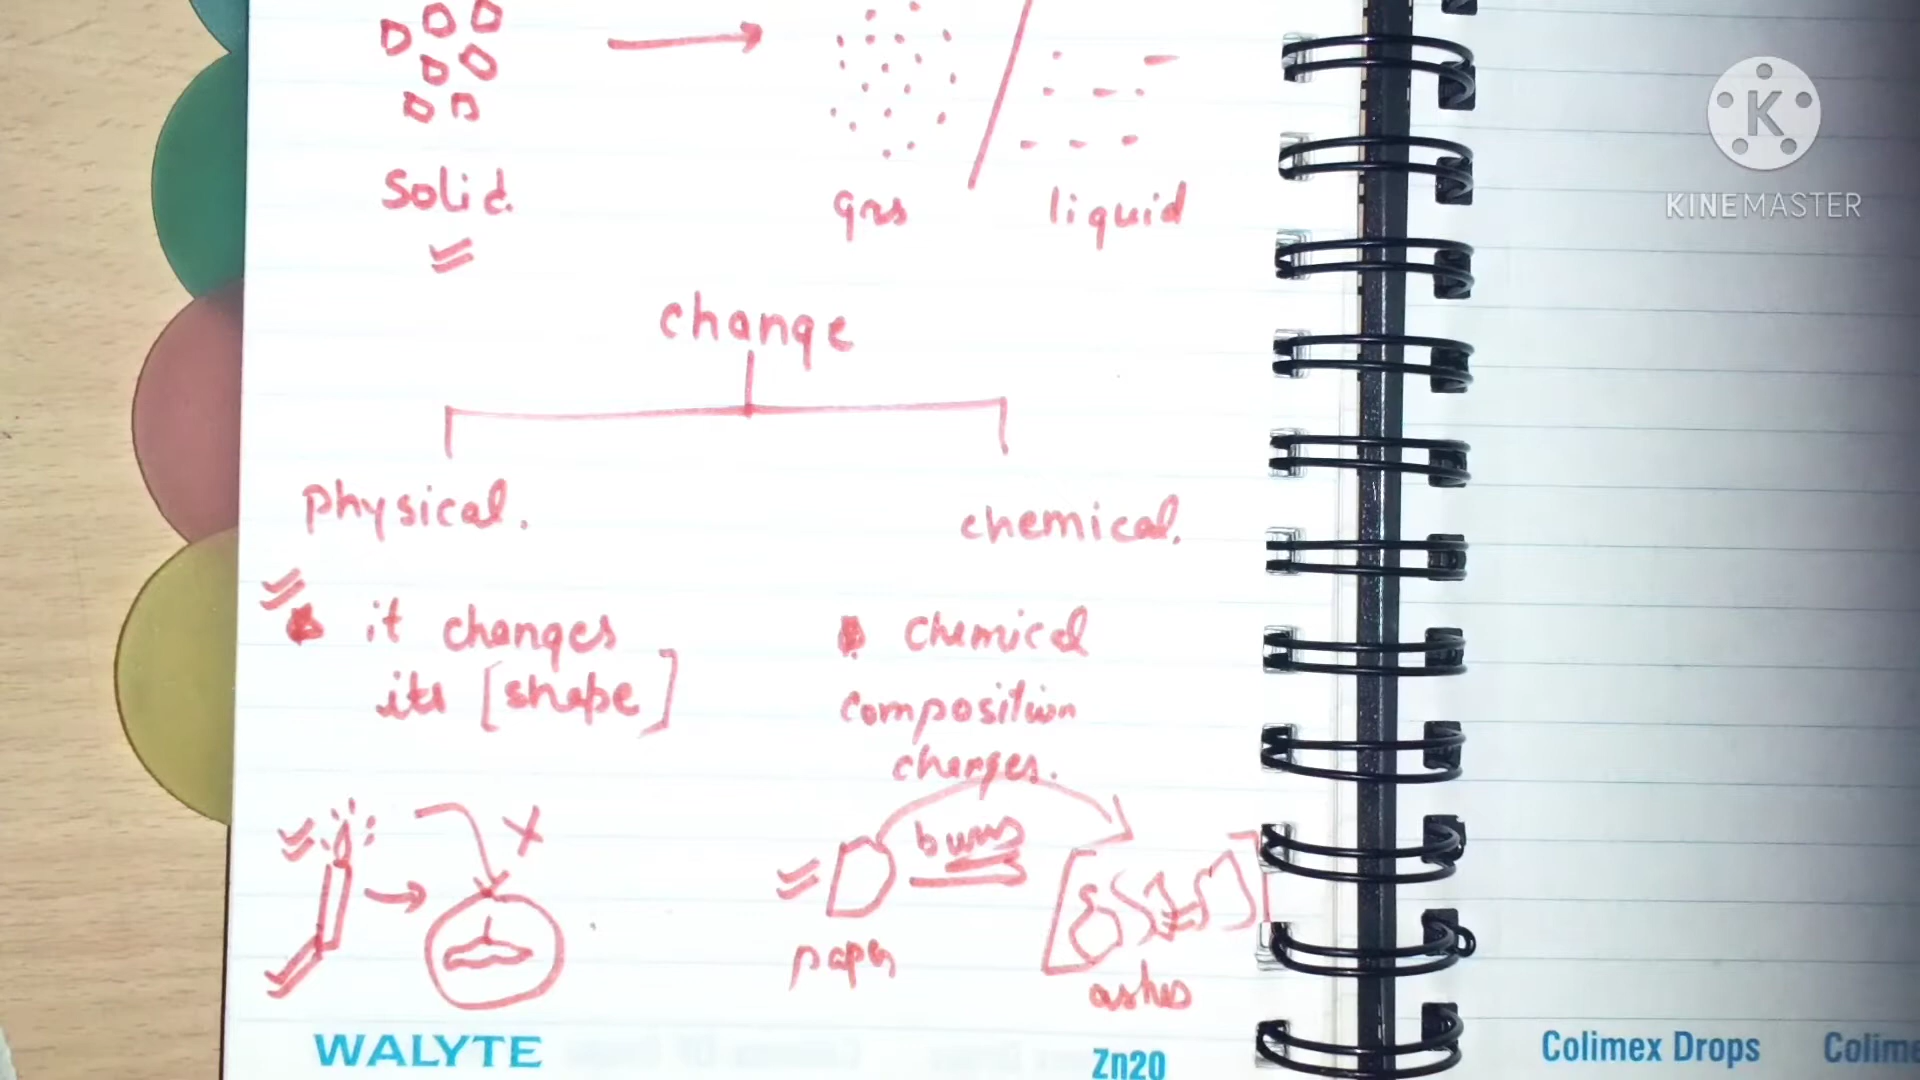 solid.
gas
liquid
change
physical.
chemical.
it changes
its [shape]
chemical
composition
changes.
burns
paper
ashes
WALYTE
Zn20
Colimex Drops
Colime
K
KINEMASTER